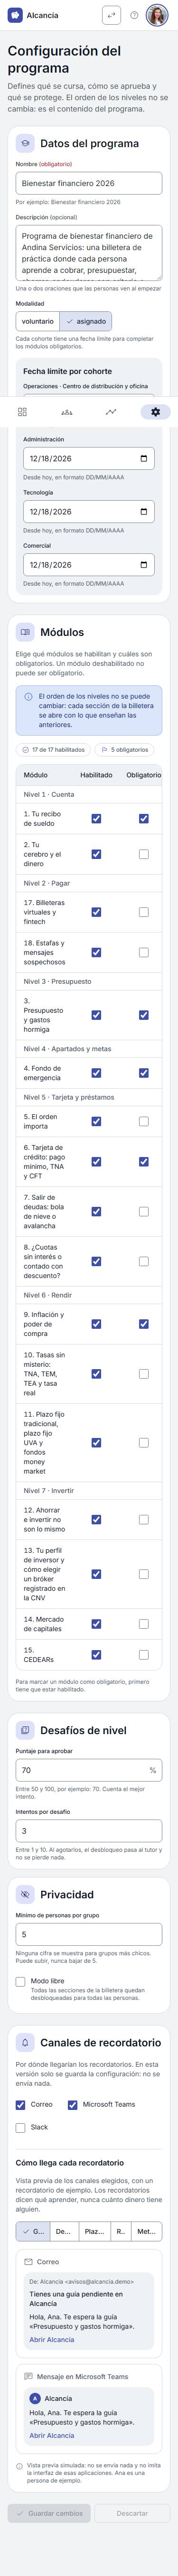 Alcancía
Configuración del
programa
Defines qué se cursa, cómo se aprueba y
qué se protege. El orden de los niveles no se
cambia: es el contenido del programa.
Datos del programa
Nombre (obligatorio)
Bienestar financiero 2026
Por ejemplo: Bienestar financiero 2026
Descripción (opcional)
Programa de bienestar financiero de
Andina Servicios: una billetera de
práctica donde cada persona
aprende a cobrar, presupuestar,
Una o dos oraciones que las personas ven al empezar
Modalidad
voluntario
asignado
Cada cohorte tiene una fecha límite para completar
los módulos obligatorios.
Fecha límite por cohorte
Operaciones · Centro de distribución y oficina
Administración
12/18/2026
Desde hoy, en formato DD/MM/AAAA
Tecnología
12/18/2026
Desde hoy, en formato DD/MM/AAAA
Comercial
12/18/2026
Desde hoy, en formato DD/MM/AAAA
Módulos
Elige qué módulos se habilitan y cuáles son
obligatorios. Un módulo deshabilitado no
puede ser obligatorio.
El orden de los niveles no se puede
cambiar: cada sección de la billetera
se abre con lo que enseñan las
anteriores.
17 de 17 habilitados
5 obligatorios
Módulo Habilitado Obligatorio
Nivel 1 · Cuenta
1. Tu recibo
de sueldo
2. Tu
cerebro y el
dinero
Nivel 2 · Pagar
17. Billeteras
virtuales y
fintech
18. Estafas y
mensajes
sospechosos
Nivel 3 · Presupuesto
3.
Presupuesto
y gastos
hormiga
Nivel 4 · Apartados y metas
4. Fondo de
emergencia
Nivel 5 · Tarjeta y préstamos
5. El orden
importa
6. Tarjeta de
crédito: pago
mínimo, TNA
y CFT
7. Salir de
deudas: bola
de nieve o
avalancha
8. ¿Cuotas
sin interés o
contado con
descuento?
Nivel 6 · Rendir
9. Inflación y
poder de
compra
10. Tasas sin
misterio:
TNA, TEM,
TEA y tasa
real
11. Plazo fijo
tradicional,
plazo fijo
UVA y
fondos
money
market
Nivel 7 · Invertir
12. Ahorrar
e invertir no
son lo mismo
13. Tu perfil
de inversor y
cómo elegir
un bróker
registrado en
la CNV
14. Mercado
de capitales
15.
CEDEARs
Para marcar un módulo como obligatorio, primero
tiene que estar habilitado.
Desafíos de nivel
Puntaje para aprobar
70 %
Entre 50 y 100, por ejemplo: 70. Cuenta el mejor
intento.
Intentos por desafío
3
Entre 1 y 10. Al agotarlos, el desbloqueo pasa al tutor y
no se pierde nada.
Privacidad
Mínimo de personas por grupo
5
Ninguna cifra se muestra para grupos más chicos.
Puede subir, nunca bajar de 5.
Modo libre
Todas las secciones de la billetera quedan
desbloqueadas para todas las personas.
Canales de recordatorio
Por dónde llegarían los recordatorios. En esta
versión solo se guarda la configuración: no se
envía nada.
Correo
Microsoft Teams
Slack
Cómo llega cada recordatorio
Vista previa de los canales elegidos, con un
recordatorio de ejemplo. Los recordatorios
dicen qué aprender, nunca cuánto dinero tiene
alguien.
G...
De...
Plaz...
R..
Met...
Correo
De: Alcancía <avisos@alcancia.demo>
Tienes una guía pendiente en
Alcancía
Hola, Ana. Te espera la guía
«Presupuesto y gastos hormiga».
Abrir Alcancía
Mensaje en Microsoft Teams
A Alcancía
Hola, Ana. Te espera la guía
«Presupuesto y gastos hormiga».
Abrir Alcancía
Vista previa simulada: no se envía nada y no imita
la interfaz de esas aplicaciones. Ana es una
persona de ejemplo.
Guardar cambios
Descartar